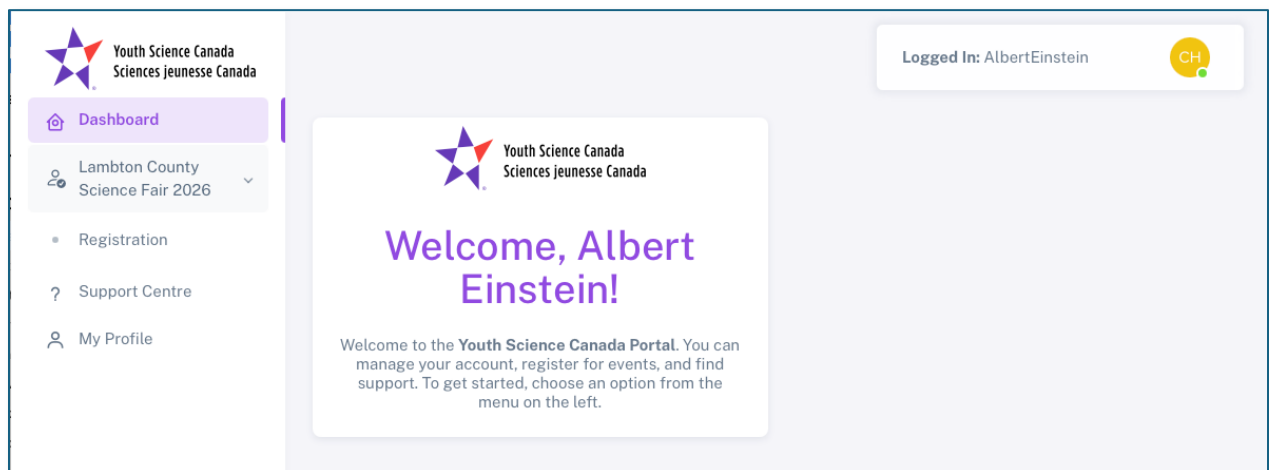 Youth Science Canada
Sciences jeunesse Canada
Dashboard
Lambton County
Science Fair 2026
Registration
? Support Centre
My Profile
Logged In: AlbertEinstein
CH
Youth Science Canada
Sciences jeunesse Canada
Welcome, Albert
Einstein!
Welcome to the Youth Science Canada Portal. You can
manage your account, register for events, and find
support. To get started, choose an option from the
menu on the left.